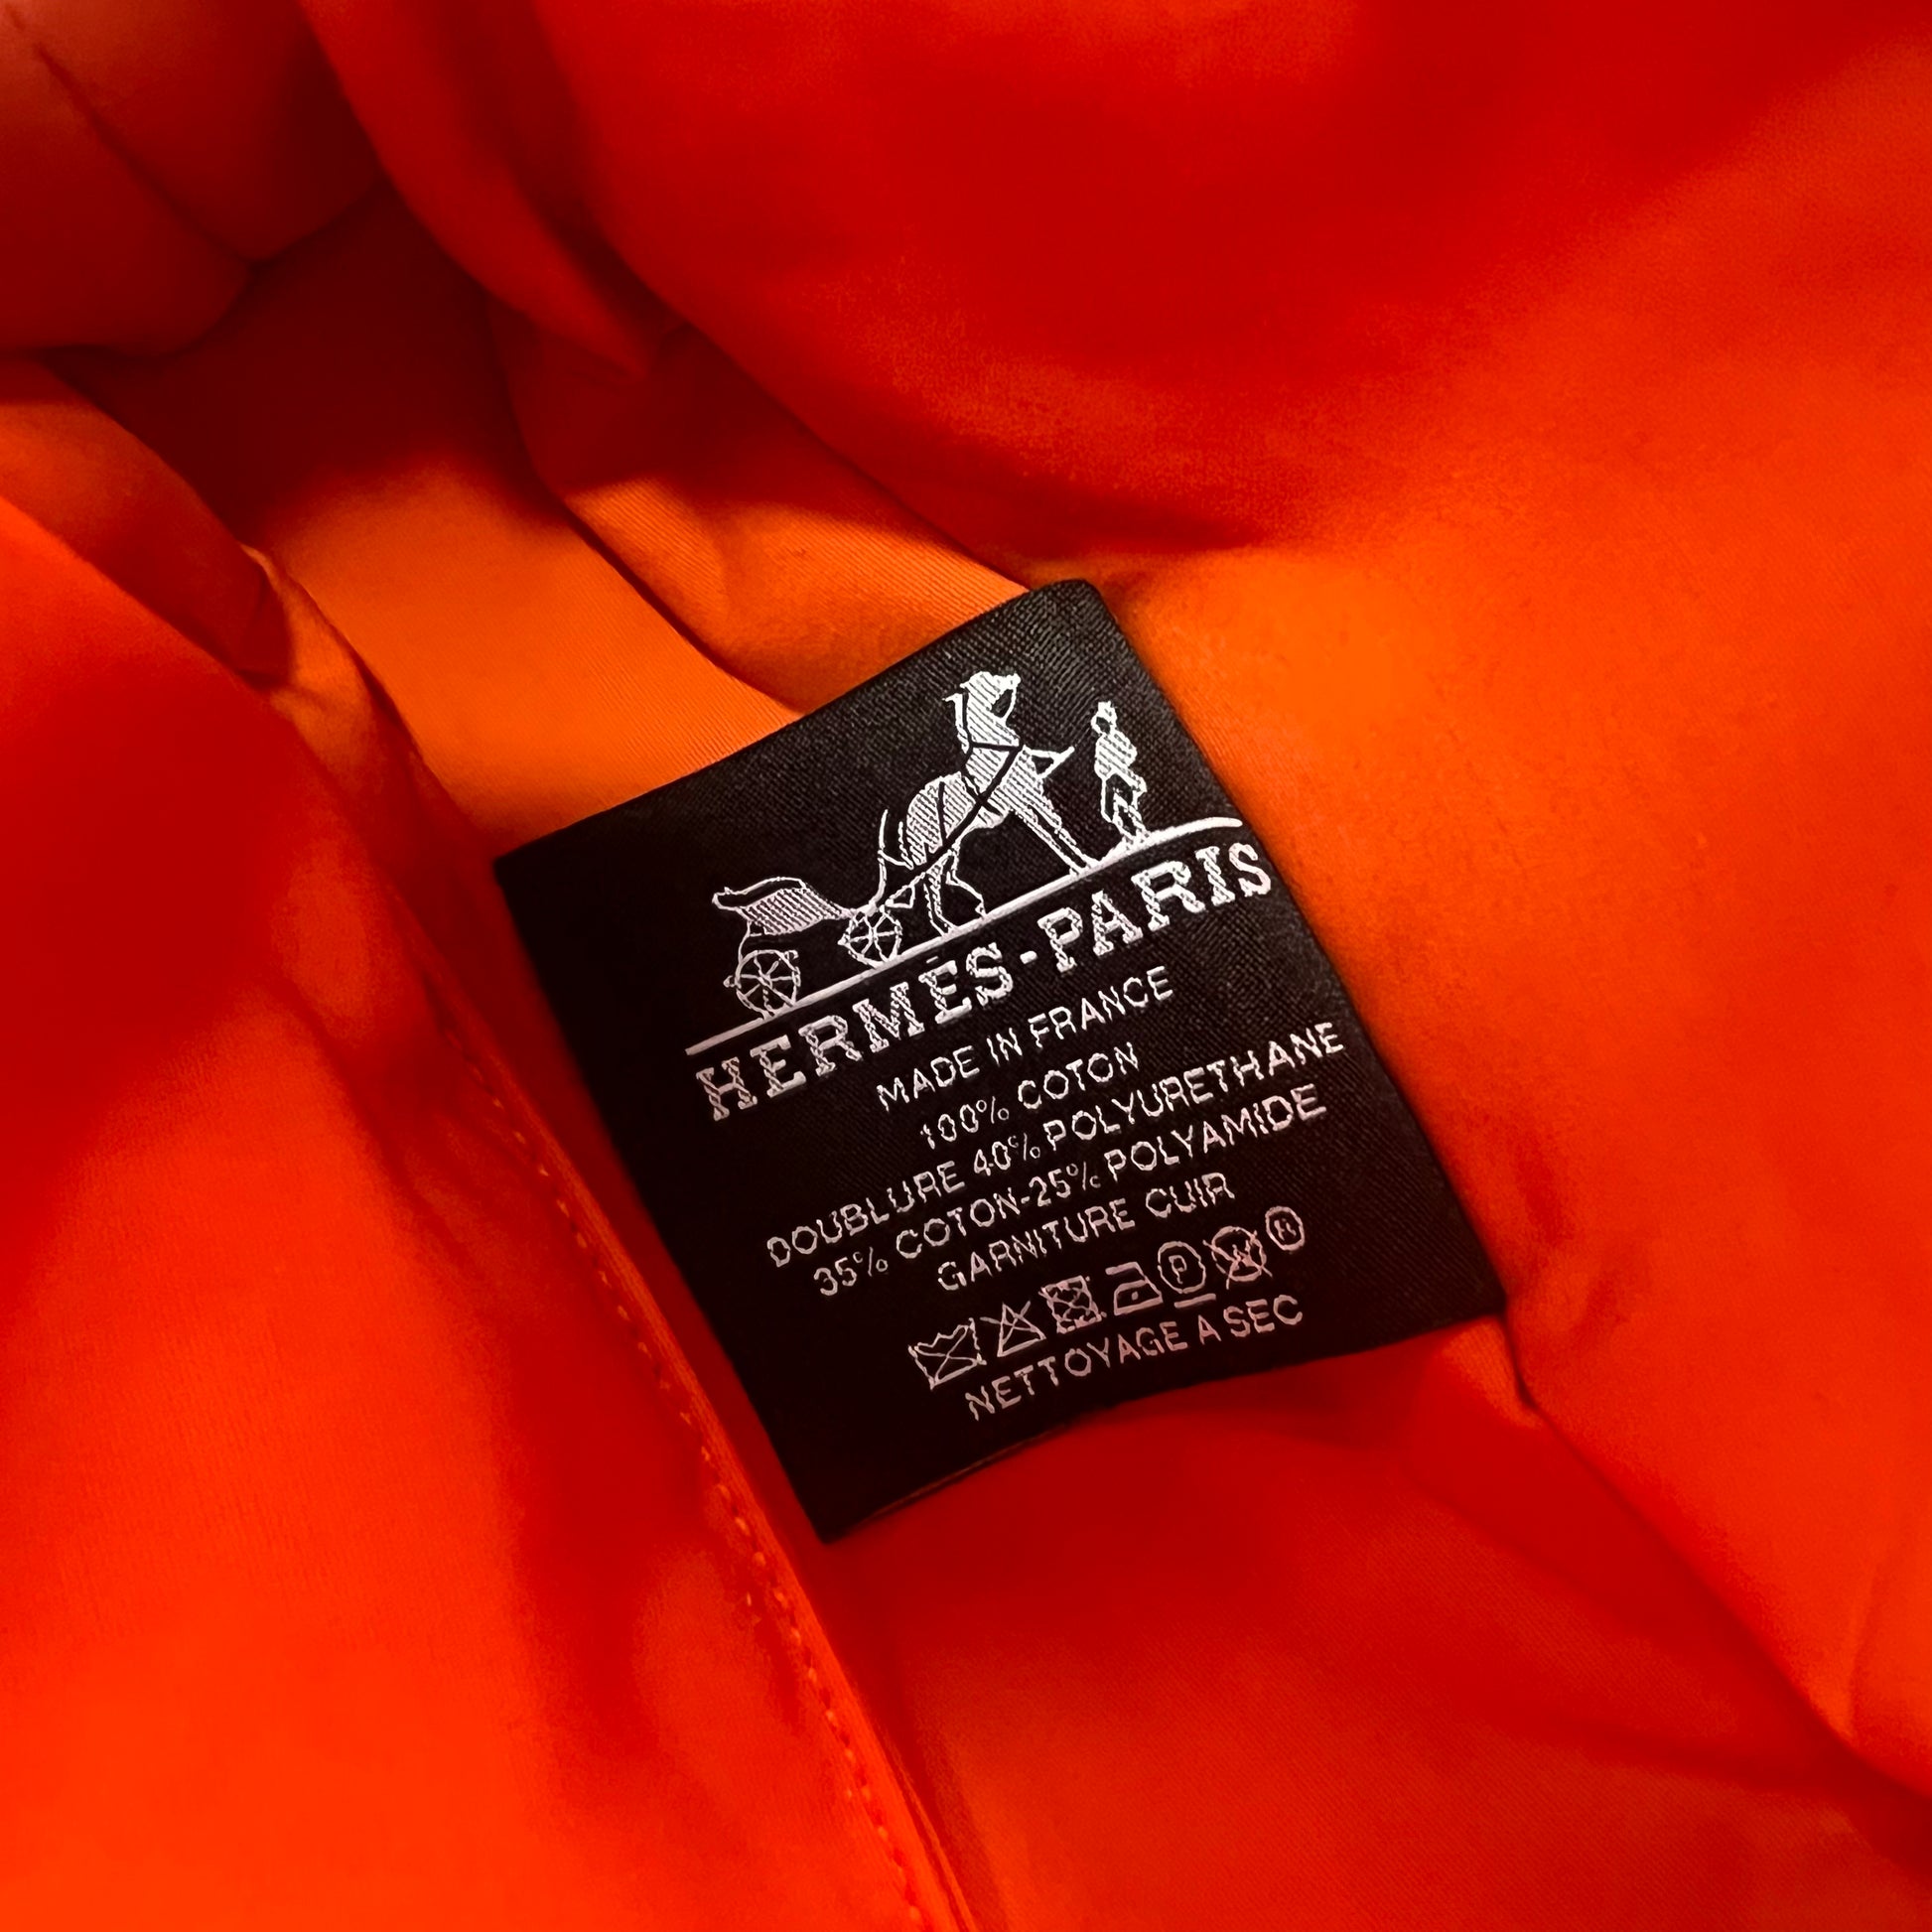 HERMÈS-PARIS
MADE IN FRANCE
100% COTON
DOUBLURE 40% POLYURETHANE
35% COTON-25% POLYAMIDE
GARNITURE CUIR
P W ®
NETTOYAGE A SEC